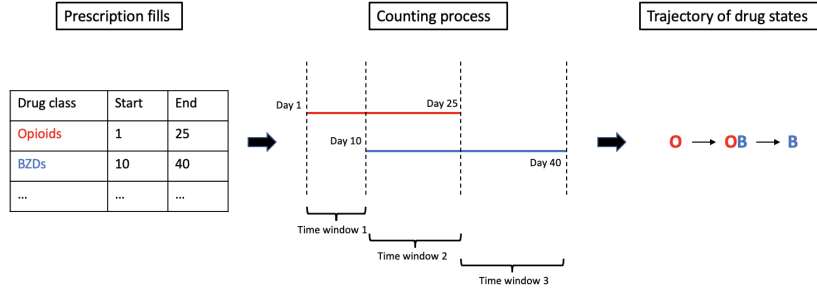 Prescription fills
Counting process
Trajectory of drug states
Drug class Start End
Opioids 1 25
BZDs 10 40
... ... ...
Day 1
Day 25
Day 10
Day 40
Time window 1
Time window 2
Time window 3
O → OB → B